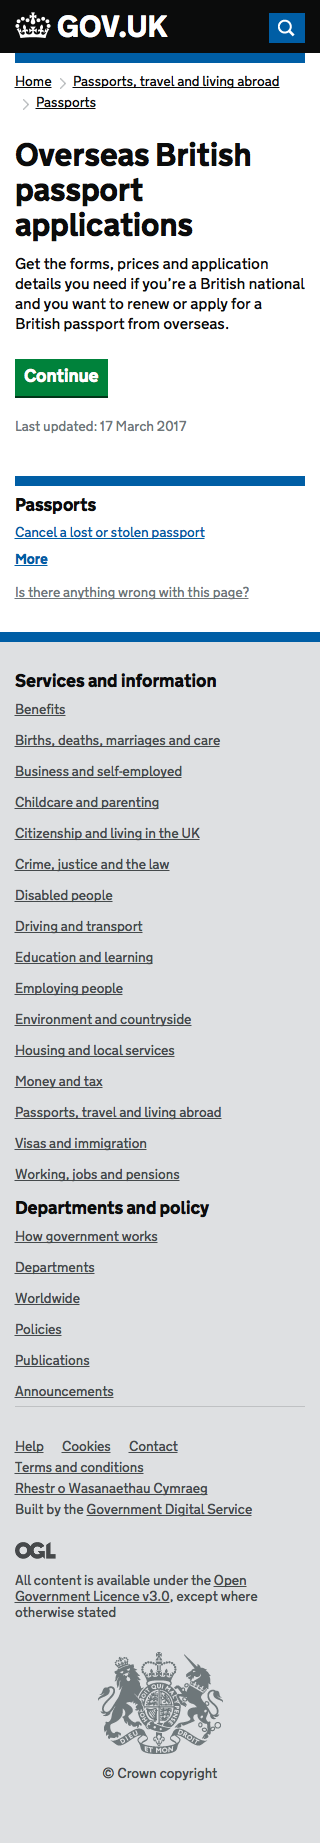 GOV.UK
Home
Passports, travel and living abroad
Passports
Overseas British
passport
applications
Get the forms, prices and application
details you need if you're a British national
and you want to renew or apply for a
British passport from overseas.
Continue
Last updated: 17 March 2017
Passports
Cancel a lost or stolen passport
More
Is there anything wrong with this page?
Services and information
Benefits
Births, deaths, marriages and care
Business and self-employed
Childcare and parenting
Citizenship and living in the UK
Crime, justice and the law
Disabled people
Driving and transport
Education and learning
Employing people
Environment and countryside
Housing and local services
Money and tax
Passports, travel and living abroad
Visas and immigration
Working, jobs and pensions
Departments and policy
How government works
Departments
Worldwide
Policies
Publications
Announcements
Help Cookies Contact
Terms and conditions
Rhestr o Wasanaethau Cymraeg
Built by the Government Digital Service
OGL
All content is available under the Open
Government Licence v3.0, except where
otherwise stated
DIEU ET MON
© Crown copyright